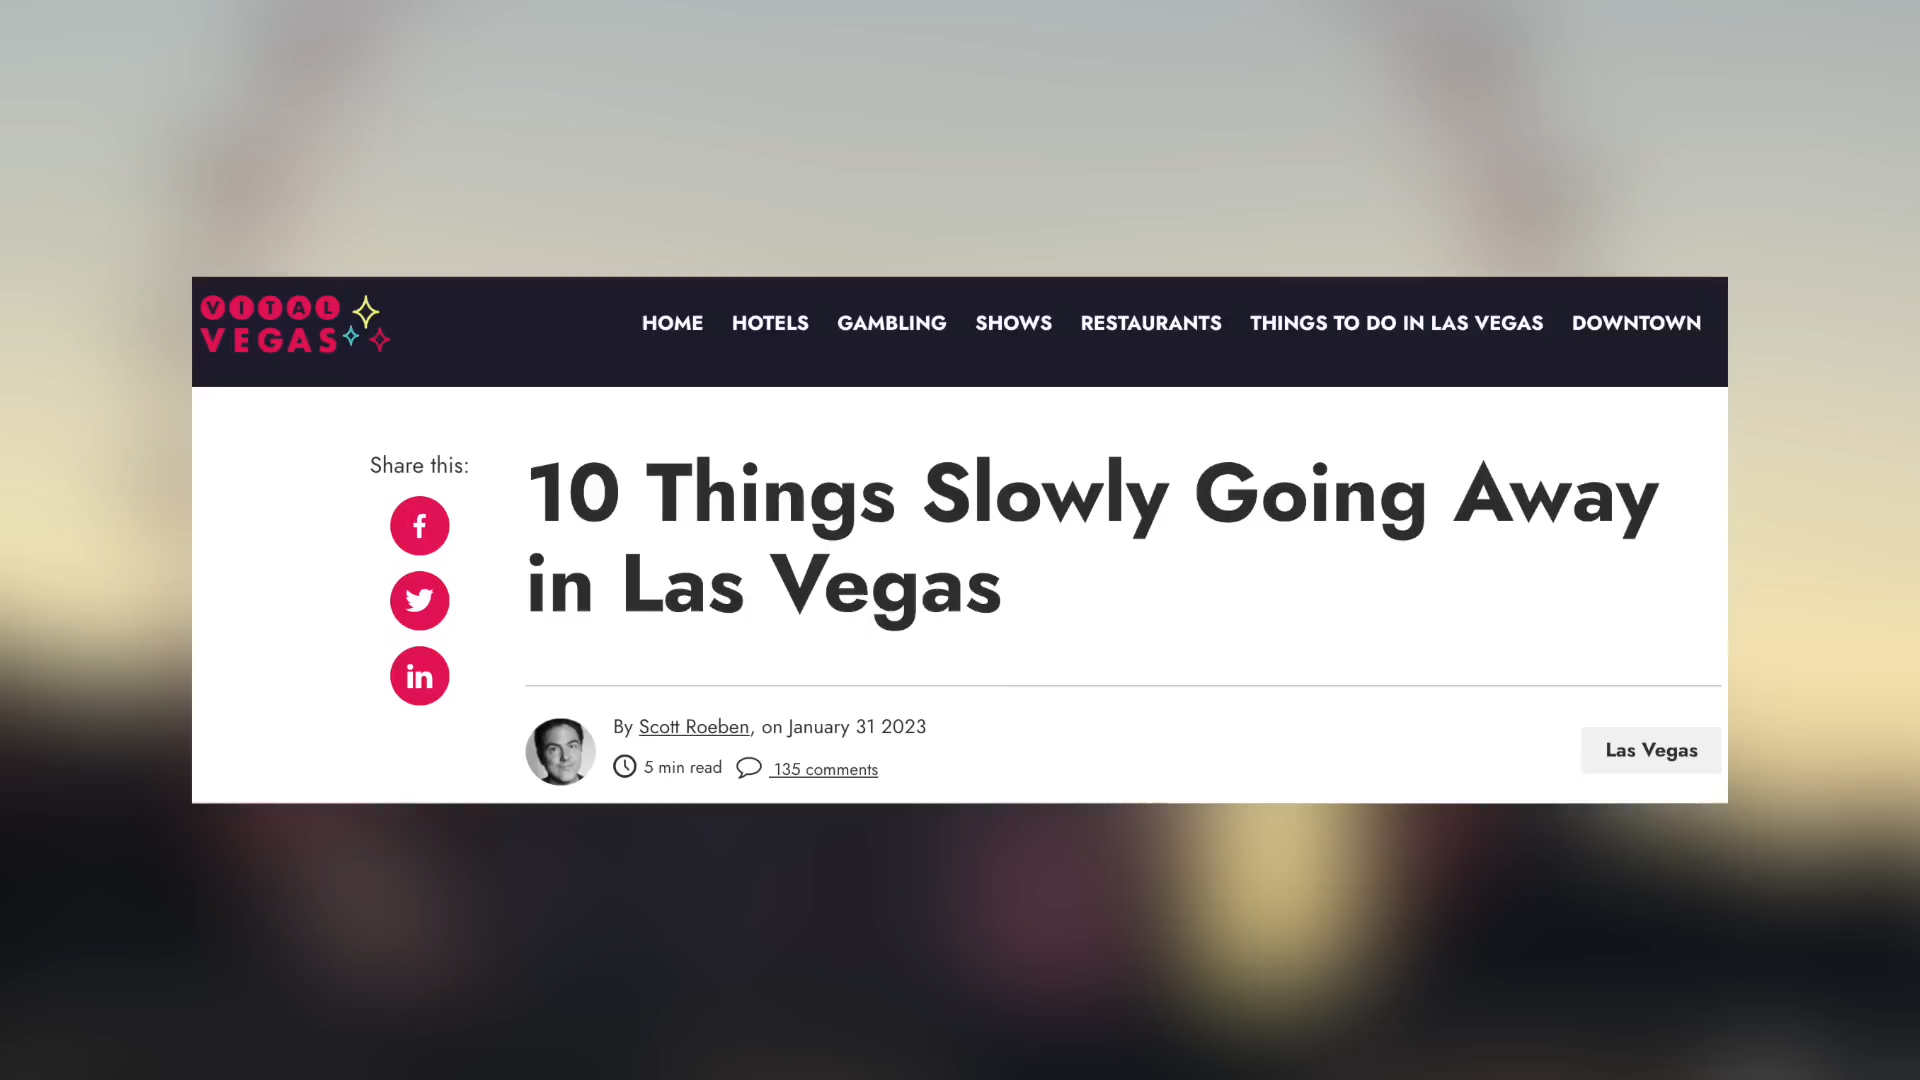 VITAL
VEGAS
HOME HOTELS GAMBLING SHOWS RESTAURANTS THINGS TO DO IN LAS VEGAS DOWNTOWN
Share this:
10 Things Slowly Going Away
in Las Vegas
By Scott Roeben, on January 31 2023
5 min read 135 comments
Las Vegas